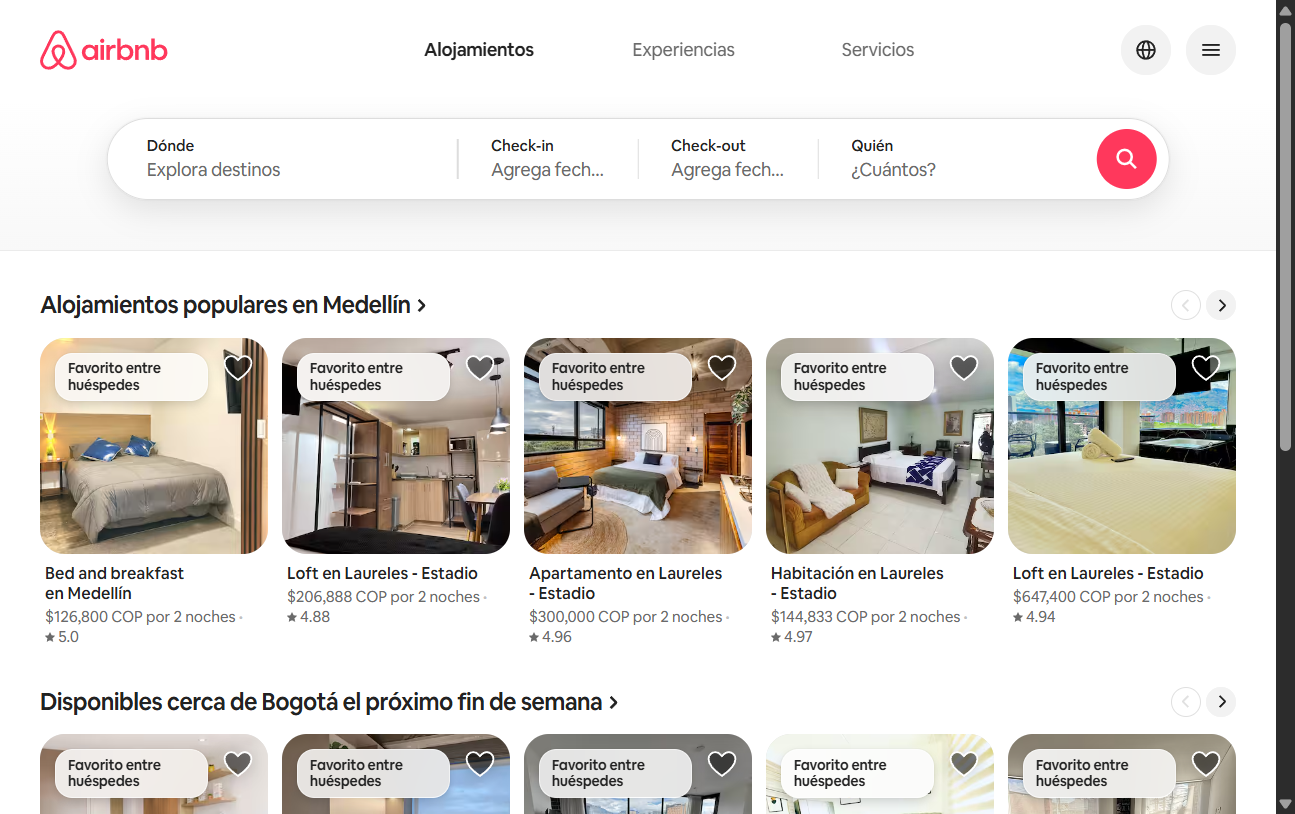 airbnb
Alojamientos
Experiencias
Servicios
Dónde
Explora destinos
Check-in
Agrega fech...
Check-out
Agrega fech...
Quién
¿Cuántos?
Alojamientos populares en Medellín
Favorito entre
huéspedes
Favorito entre
huéspedes
Favorito entre
huéspedes
Favorito entre
huéspedes
Favorito entre
huéspedes
Bed and breakfast
en Medellín
$126,800 COP por 2 noches ·
★ 5.0
Loft en Laureles - Estadio
$206,888 COP por 2 noches ·
★ 4.88
Apartamento en Laureles
- Estadio
$300,000 COP por 2 noches ·
★ 4.96
Habitación en Laureles
- Estadio
$144,833 COP por 2 noches ·
★ 4.97
Loft en Laureles - Estadio
$647,400 COP por 2 noches ·
★ 4.94
Disponibles cerca de Bogotá el próximo fin de semana
Favorito entre
huéspedes
Favorito entre
huéspedes
Favorito entre
huéspedes
Favorito entre
huéspedes
Favorito entre
huéspedes